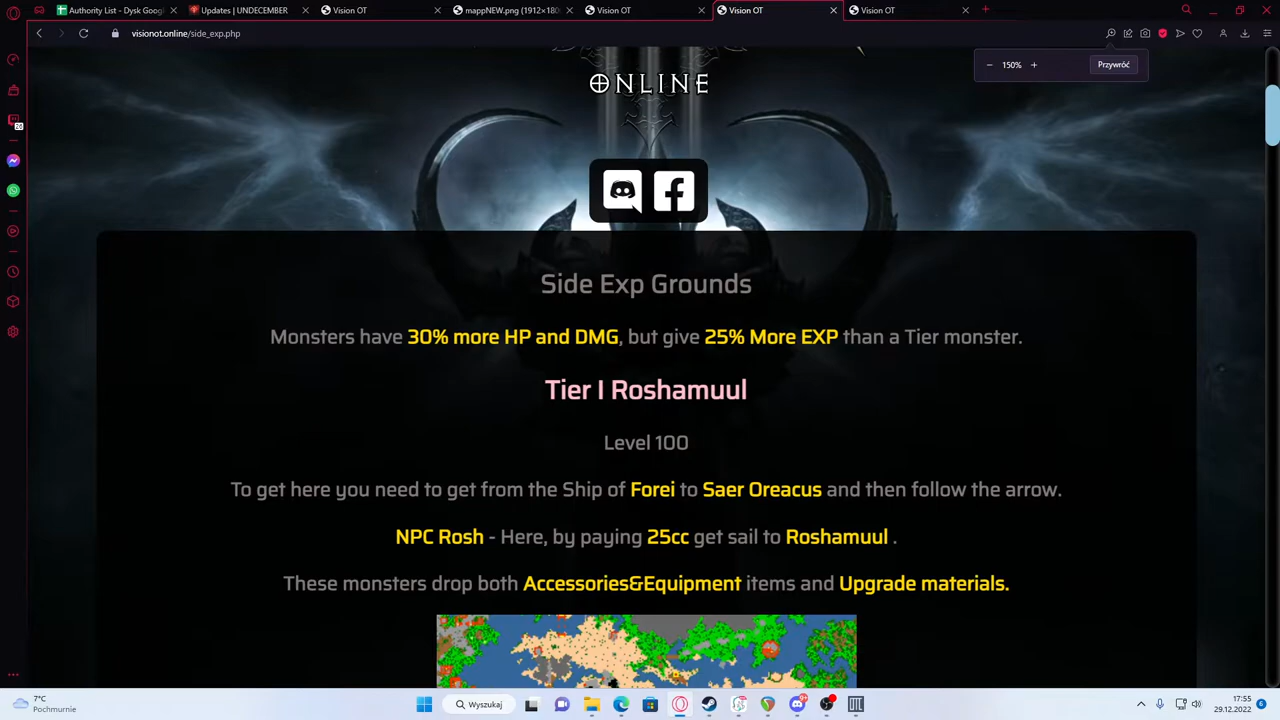 Authority List - Dysk Googl
Updates | UNDECEMBER
Vision OT
mappNEW.png (1912×180
Vision OT
Vision OT
Vision OT
visionot.online/side_exp.php
150%
Przywróć
ONLINE
Side Exp Grounds
Monsters have 30% more HP and DMG, but give 25% More EXP than a Tier monster.
Tier I Roshamuul
Level 100
To get here you need to get from the Ship of Forei to Saer Oreacus and then follow the arrow.
NPC Rosh - Here, by paying 25cc get sail to Roshamuul .
These monsters drop both Accessories&Equipment items and Upgrade materials.
7°C
Pochmurnie
Wyszukaj
9+
OTC
17:55
29.12.2022
6